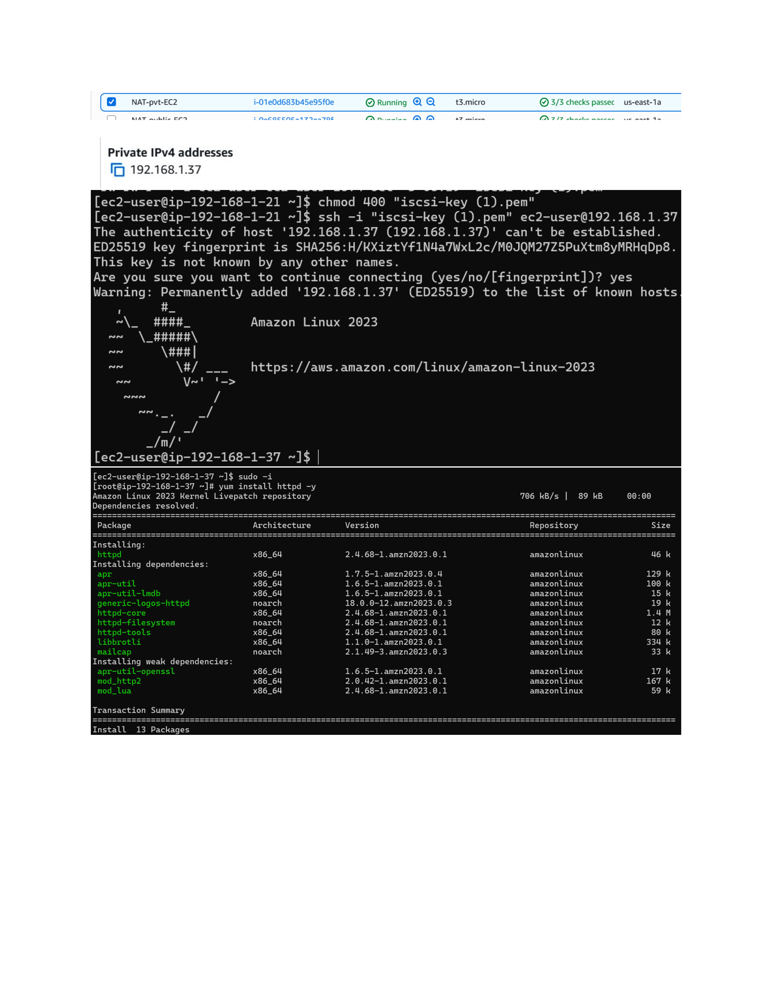 NAT-pvt-EC2 i-01e0d683b45e95f0e Running t3.micro 3/3 checks passec us-east-1a
NAT-public-EC2 Running t3.micro 3/3 checks passec us-east-1a
Private IPv4 addresses
192.168.1.37
[ec2-user@ip-192-168-1-21 ~]$ chmod 400 "iscsi-key (1).pem"
[ec2-user@ip-192-168-1-21 ~]$ ssh -i "iscsi-key (1).pem" ec2-user@192.168.1.37
The authenticity of host '192.168.1.37 (192.168.1.37)' can't be established.
ED25519 key fingerprint is SHA256:H/KXiztYf1N4a7WxL2c/M0JQM27Z5PuXtm8yMRHqDp8.
This key is not known by any other names.
Are you sure you want to continue connecting (yes/no/[fingerprint])? yes
Warning: Permanently added '192.168.1.37' (ED25519) to the list of known hosts.
   ,     #_
   ~\_  ####_        Amazon Linux 2023
  ~~  \_#####\
  ~~     \###|
  ~~       \#/ ___   https://aws.amazon.com/linux/amazon-linux-2023
   ~~       V~' '->
    ~~~         /
      ~~._.   _/
         _/ _/
       _/m/'
[ec2-user@ip-192-168-1-37 ~]$
[ec2-user@ip-192-168-1-37 ~]$ sudo -i
[root@ip-192-168-1-37 ~]# yum install httpd -y
Amazon Linux 2023 Kernel Livepatch repository 706 kB/s | 89 kB 00:00
Dependencies resolved.
================================================================================
Package Architecture Version Repository Size
================================================================================
Installing:
httpd x86_64 2.4.68-1.amzn2023.0.1 amazonlinux 46 k
Installing dependencies:
apr x86_64 1.7.5-1.amzn2023.0.4 amazonlinux 129 k
apr-util x86_64 1.6.5-1.amzn2023.0.1 amazonlinux 100 k
apr-util-lmdb x86_64 1.6.5-1.amzn2023.0.1 amazonlinux 15 k
generic-logos-httpd noarch 18.0.0-12.amzn2023.0.3 amazonlinux 19 k
httpd-core x86_64 2.4.68-1.amzn2023.0.1 amazonlinux 1.4 M
httpd-filesystem noarch 2.4.68-1.amzn2023.0.1 amazonlinux 12 k
httpd-tools x86_64 2.4.68-1.amzn2023.0.1 amazonlinux 80 k
libbrotli x86_64 1.1.0-1.amzn2023.0.1 amazonlinux 334 k
mailcap noarch 2.1.49-3.amzn2023.0.3 amazonlinux 33 k
Installing weak dependencies:
apr-util-openssl x86_64 1.6.5-1.amzn2023.0.1 amazonlinux 17 k
mod_http2 x86_64 2.0.42-1.amzn2023.0.1 amazonlinux 167 k
mod_lua x86_64 2.4.68-1.amzn2023.0.1 amazonlinux 59 k
Transaction Summary
================================================================================
Install 13 Packages